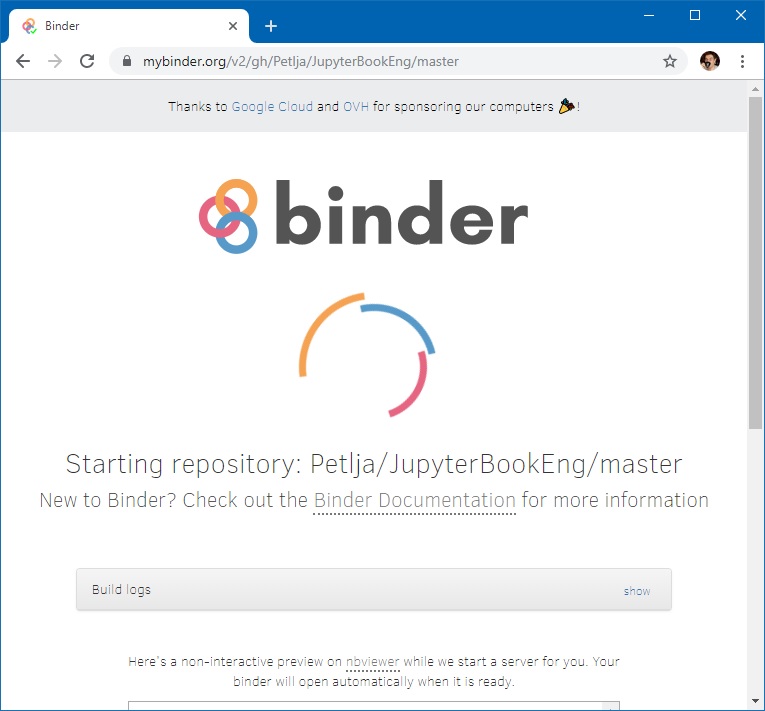 Binder
mybinder.org/v2/gh/Petlja/JupyterBookEng/master
Thanks to Google Cloud and OVH for sponsoring our computers 🎉!
binder
Starting repository: Petlja/JupyterBookEng/master
New to Binder? Check out the Binder Documentation for more information
Build logs show
Here's a non-interactive preview on nbviewer while we start a server for you. Your
binder will open automatically when it is ready.